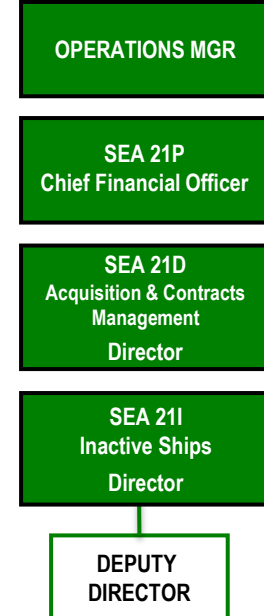 OPERATIONS MGR
SEA 21P
Chief Financial Officer
SEA 21D
Acquisition & Contracts
Management
Director
SEA 21I
Inactive Ships
Director
DEPUTY
DIRECTOR